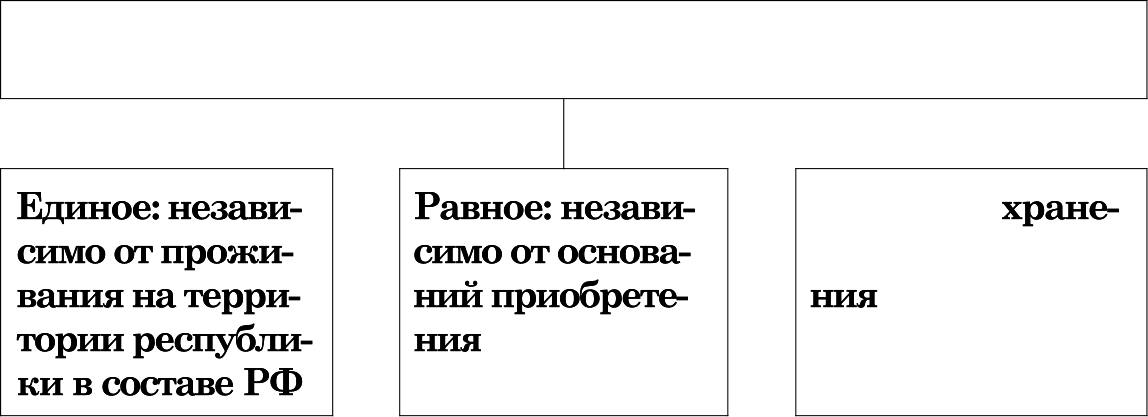 Единое: незави-
симо от прожи-
вания на терри-
тории республи-
ки в составе РФ
Равное: незави-
симо от основа-
ний приобрете-
ния
хране-
ния